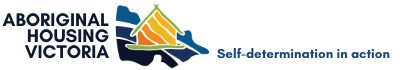 ABORIGINAL
HOUSING
VICTORIA
Self-determination in action